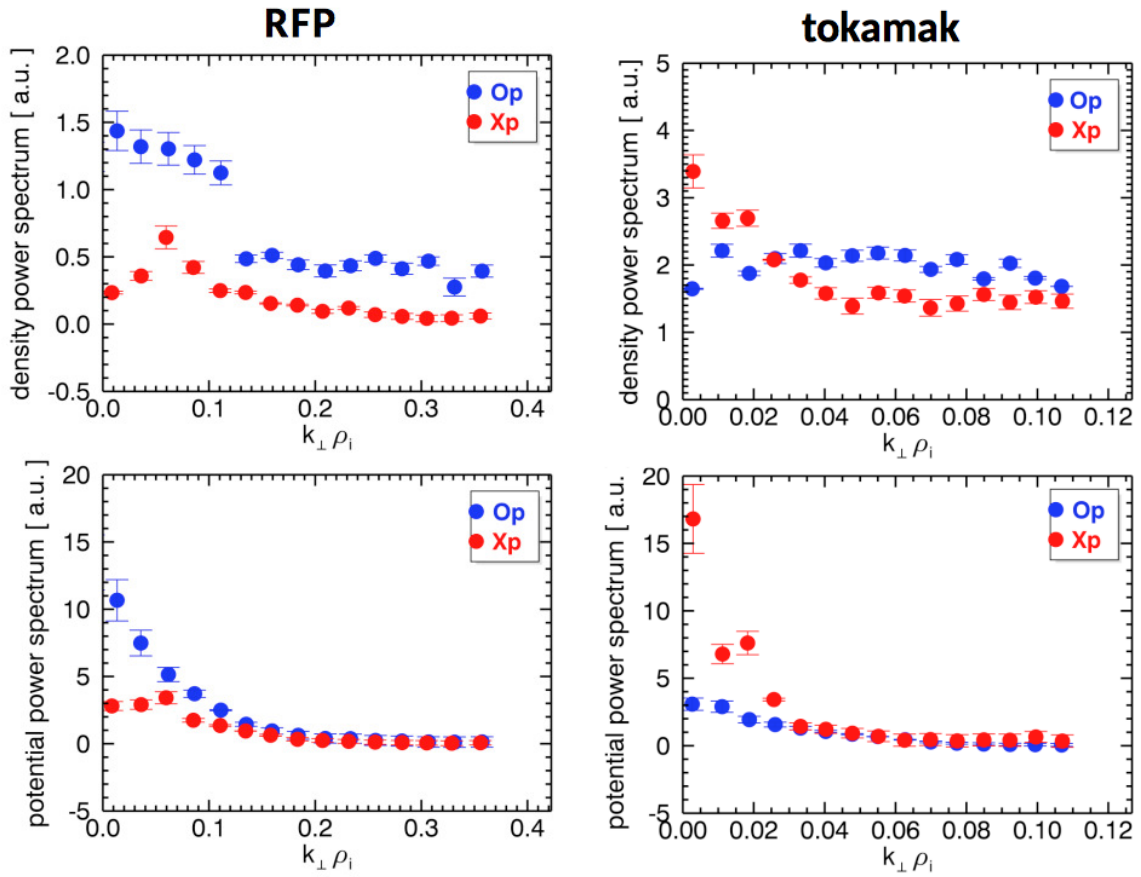 RFP
tokamak
density power spectrum [ a.u. ]
2.0
1.5
1.0
0.5
0.0
-0.5
Op
Xp
0.0 0.1 0.2 0.3 0.4
k⊥ ρi
density power spectrum [ a.u. ]
5
4
3
2
1
0
Op
Xp
0.00 0.02 0.04 0.06 0.08 0.10 0.12
k⊥ ρi
potential power spectrum [ a.u. ]
20
15
10
5
0
-5
Op
Xp
0.0 0.1 0.2 0.3 0.4
k⊥ ρi
potential power spectrum [ a.u.
20
15
10
5
0
-5
Op
Xp
0.00 0.02 0.04 0.06 0.08 0.10 0.12
k⊥ ρi